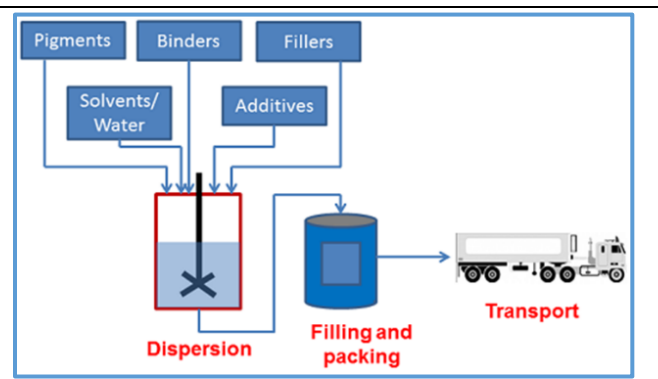 Pigments
Binders
Fillers
Solvents/
Water
Additives
Dispersion
Filling and
packing
Transport